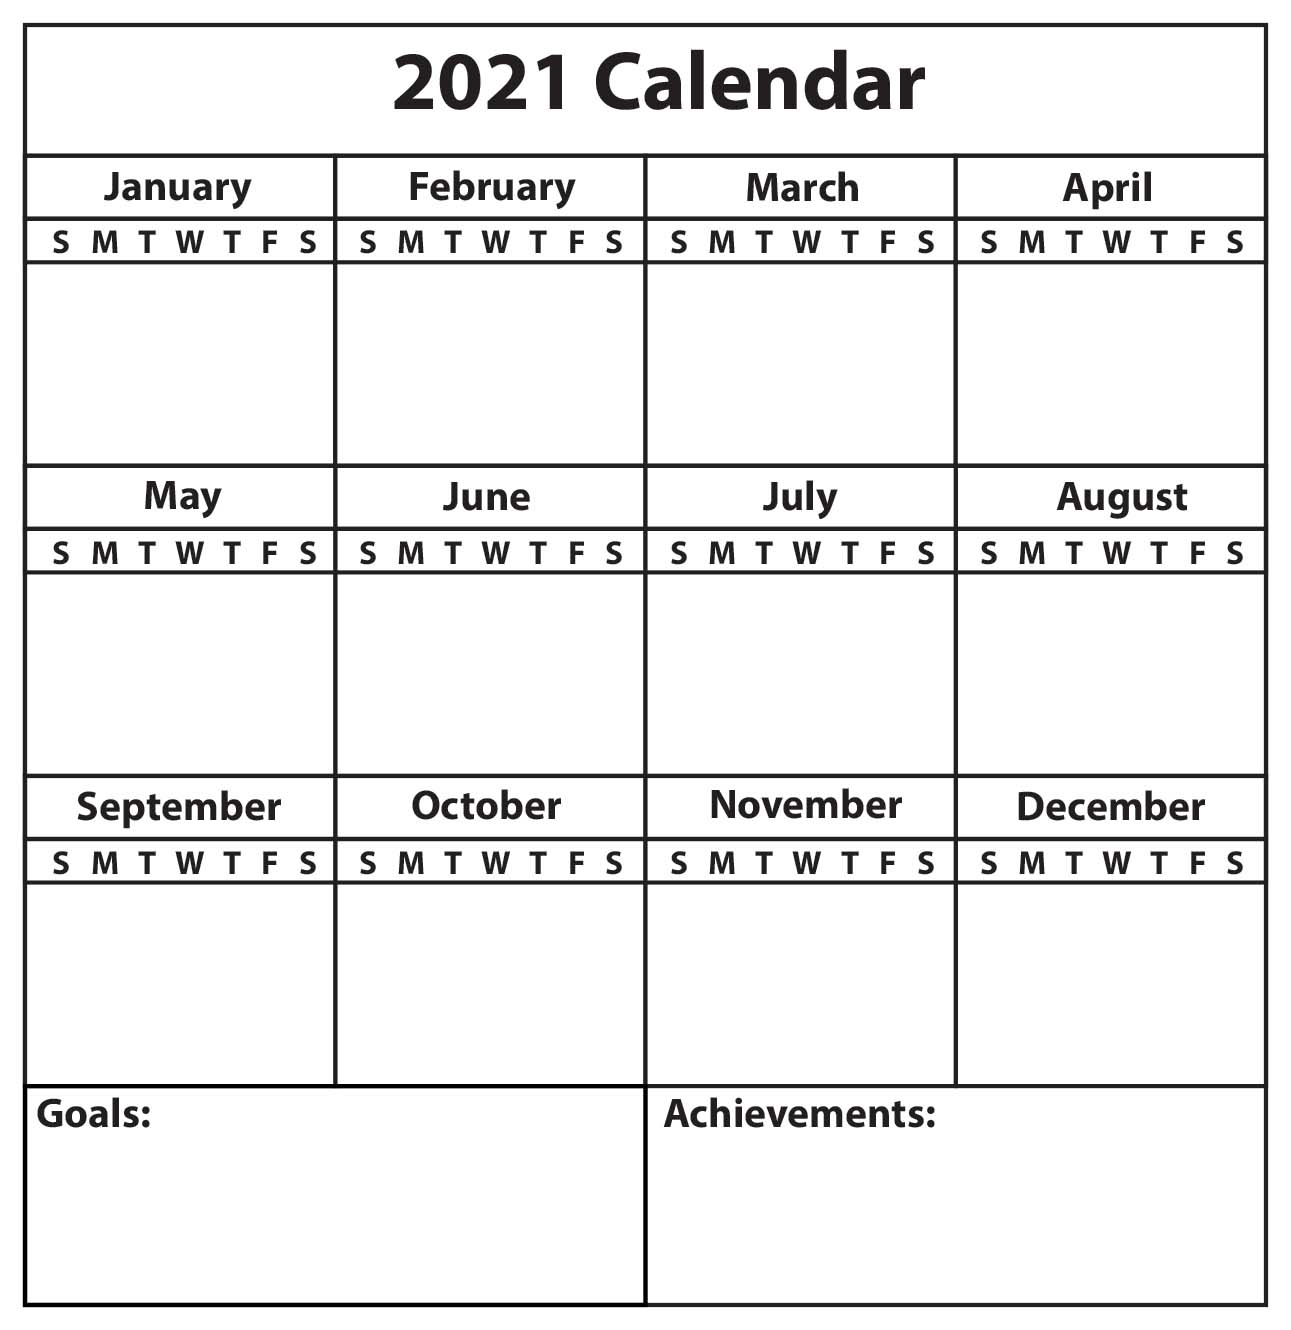 2021 Calendar
January February March April
S M T W T F S S M T W T F S S M T W T F S S M T W T F S
May June July August
S M T W T F S S M T W T F S S M T W T F S S M T W T F S
September October November December
S M T W T F S S M T W T F S S M T W T F S S M T W T F S
Goals: Achievements: